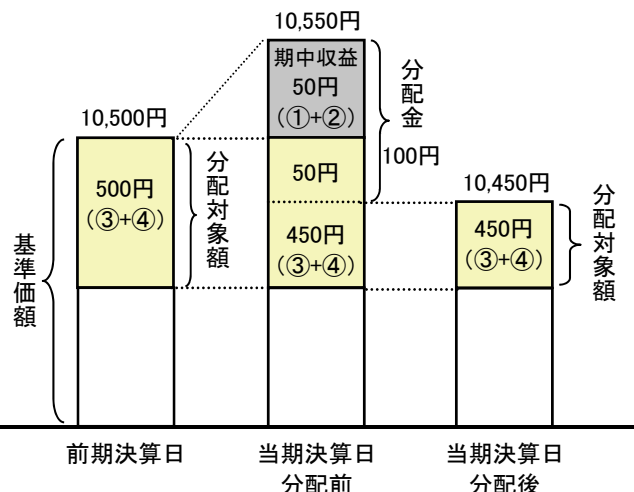 10,550円
期中収益
50円
(①+②)
分配金
100円
10,500円
500円
(③+④)
分配対象額
50円
450円
(③+④)
10,450円
450円
(③+④)
分配対象額
基準価額
前期決算日
当期決算日
分配前
当期決算日
分配後